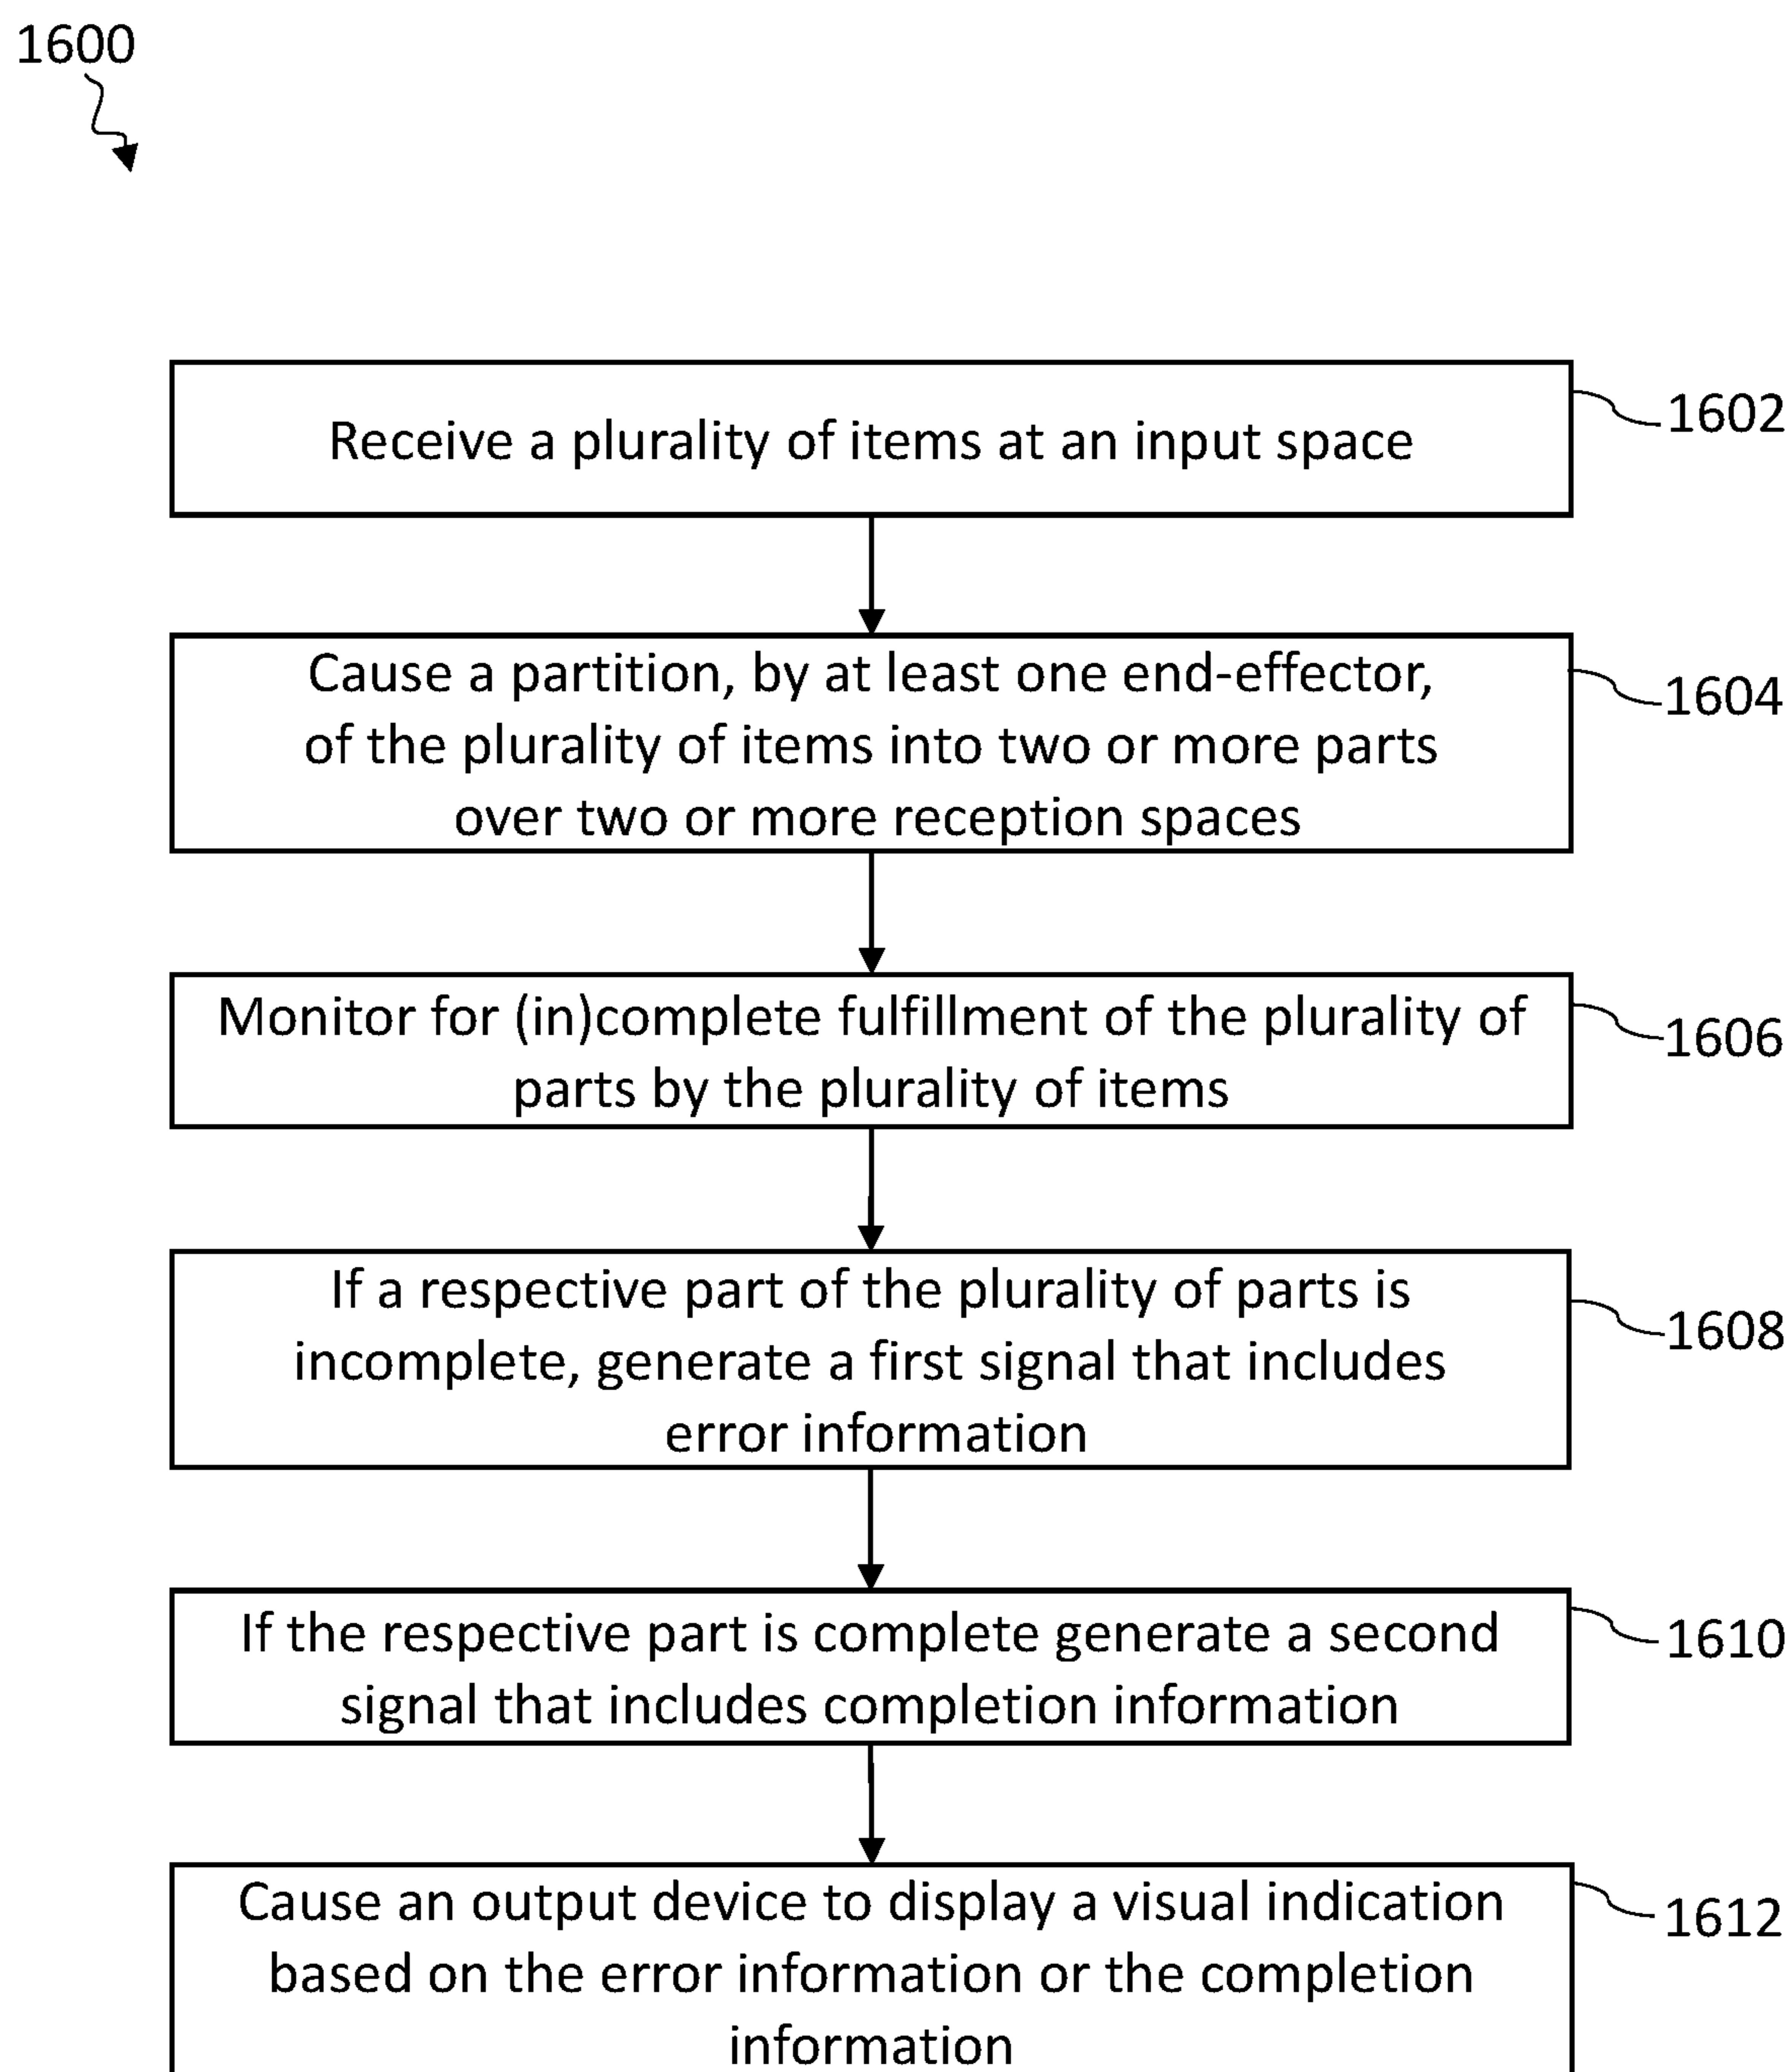 1600
Receive a plurality of items at an input space
1602
Cause a partition, by at least one end-effector,
of the plurality of items into two or more parts
over two or more reception spaces
1604
Monitor for (in)complete fulfillment of the plurality of
parts by the plurality of items
1606
If a respective part of the plurality of parts is
incomplete, generate a first signal that includes
error information
1608
If the respective part is complete generate a second
signal that includes completion information
1610
Cause an output device to display a visual indication
based on the error information or the completion
information
1612